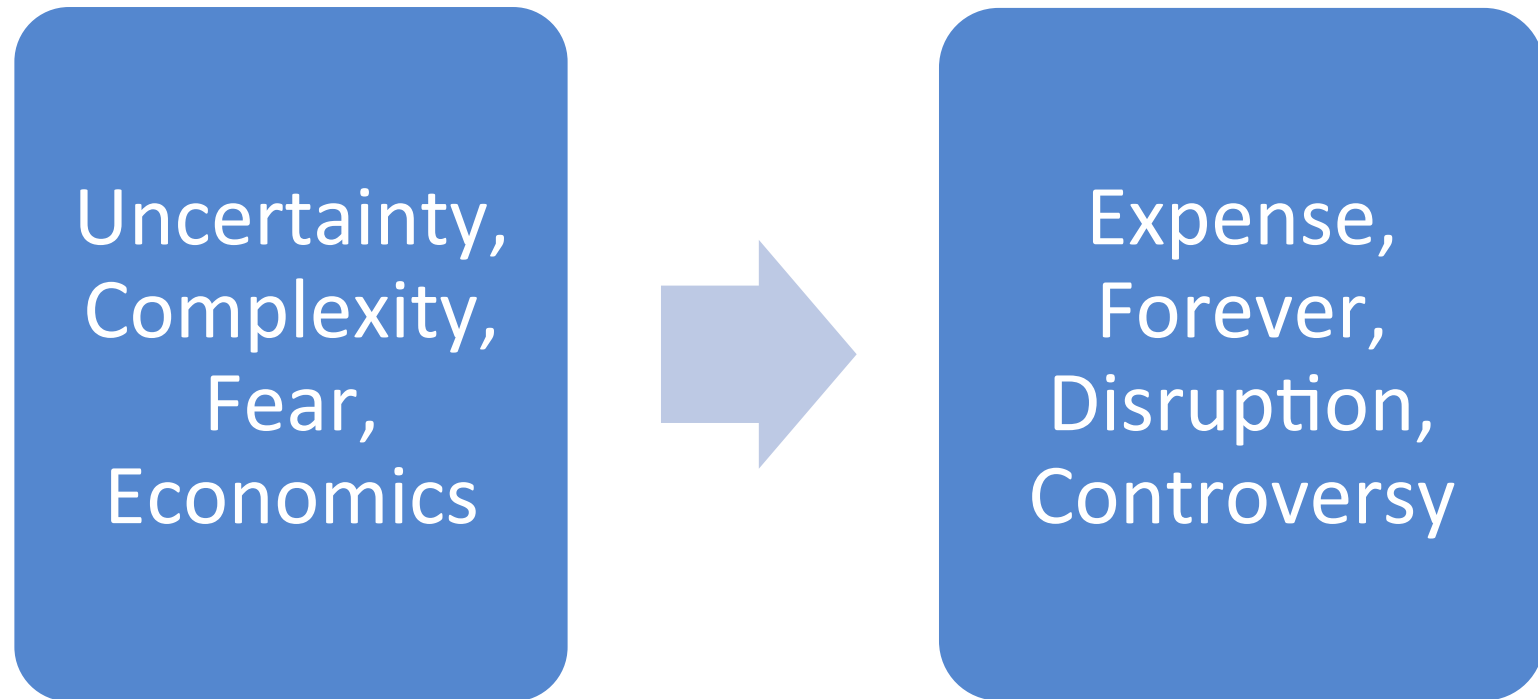 Uncertainty,
Complexity,
Fear,
Economics
Expense,
Forever,
Disruption,
Controversy